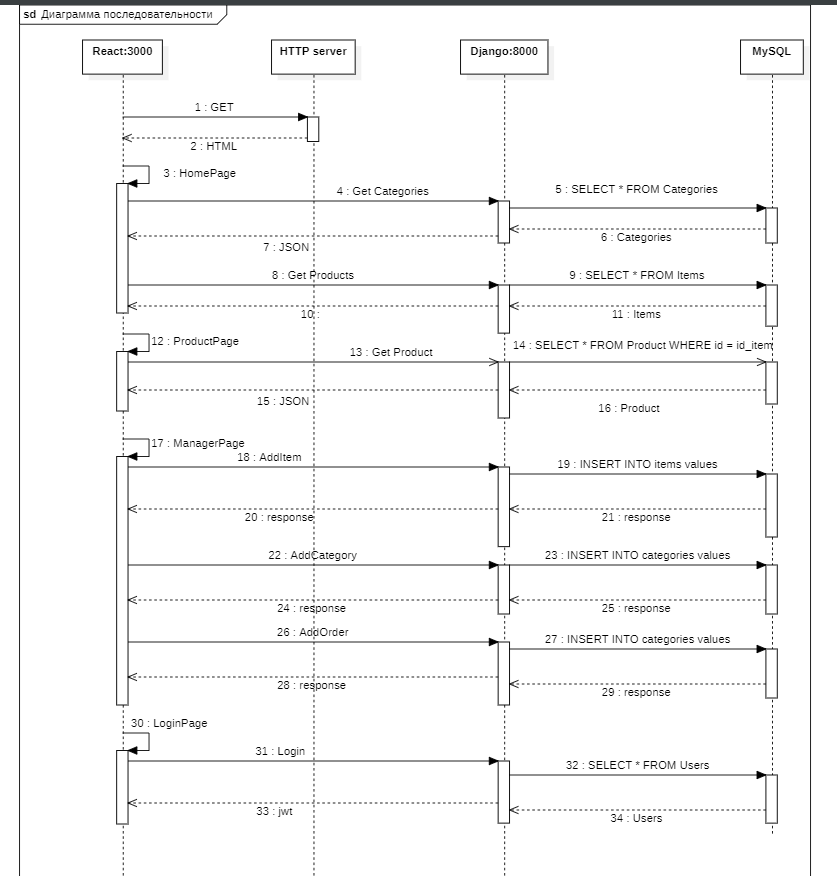 sd Диаграмма последовательности
React:3000
HTTP server
Django:8000
MySQL
1 : GET
2 : HTML
3 : HomePage
4 : Get Categories
5 : SELECT * FROM Categories
6 : Categories
7 : JSON
8 : Get Products
9 : SELECT * FROM Items
10 :
11 : Items
12 : ProductPage
13 : Get Product
14 : SELECT * FROM Product WHERE id = id_item
15 : JSON
16 : Product
17 : ManagerPage
18 : AddItem
19 : INSERT INTO items values
20 : response
21 : response
22 : AddCategory
23 : INSERT INTO categories values
24 : response
25 : response
26 : AddOrder
27 : INSERT INTO categories values
28 : response
29 : response
30 : LoginPage
31 : Login
32 : SELECT * FROM Users
33 : jwt
34 : Users